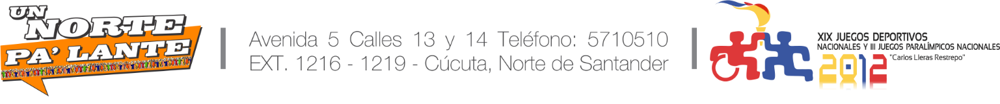 UN
NORTE
PA' LANTE
Avenida 5 Calles 13 y 14 Teléfono: 5710510
EXT. 1216 - 1219 - Cúcuta, Norte de Santander
XIX JUEGOS DEPORTIVOS
NACIONALES Y III JUEGOS PARALÍMPICOS NACIONALES
2012 "Carlos Lleras Restrepo"